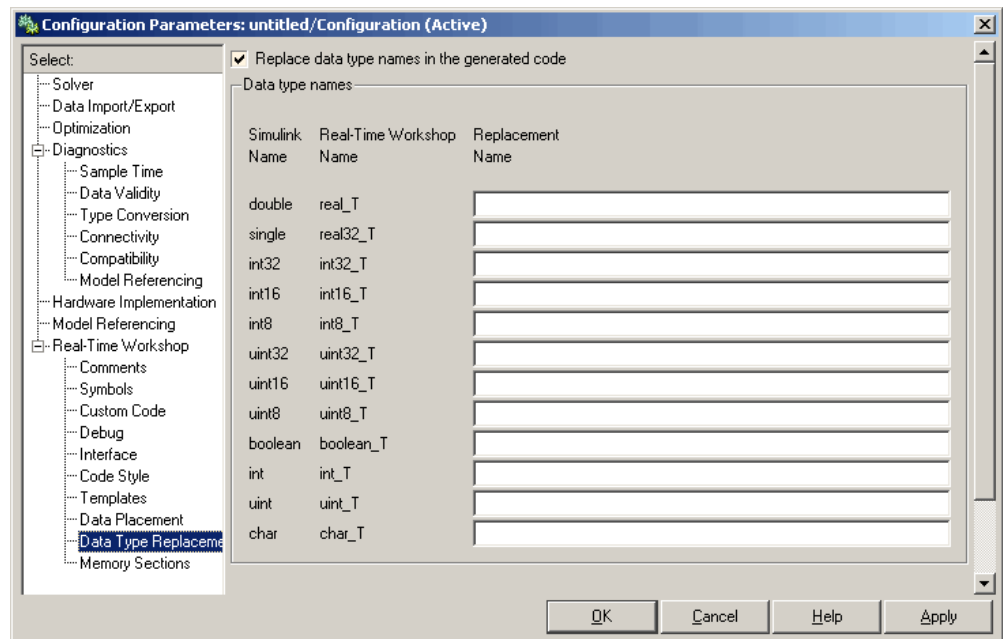 Configuration Parameters: untitled/Configuration (Active)
Select:
Solver
Data Import/Export
Optimization
Diagnostics
Sample Time
Data Validity
Type Conversion
Connectivity
Compatibility
Model Referencing
Hardware Implementation
Model Referencing
Real-Time Workshop
Comments
Symbols
Custom Code
Debug
Interface
Code Style
Templates
Data Placement
Data Type Replaceme
Memory Sections
Replace data type names in the generated code
Data type names
Simulink Real-Time Workshop Replacement
Name Name Name
double real_T
single real32_T
int32 int32_T
int16 int16_T
int8 int8_T
uint32 uint32_T
uint16 uint16_T
uint8 uint8_T
boolean boolean_T
int int_T
uint uint_T
char char_T
OK Cancel Help Apply